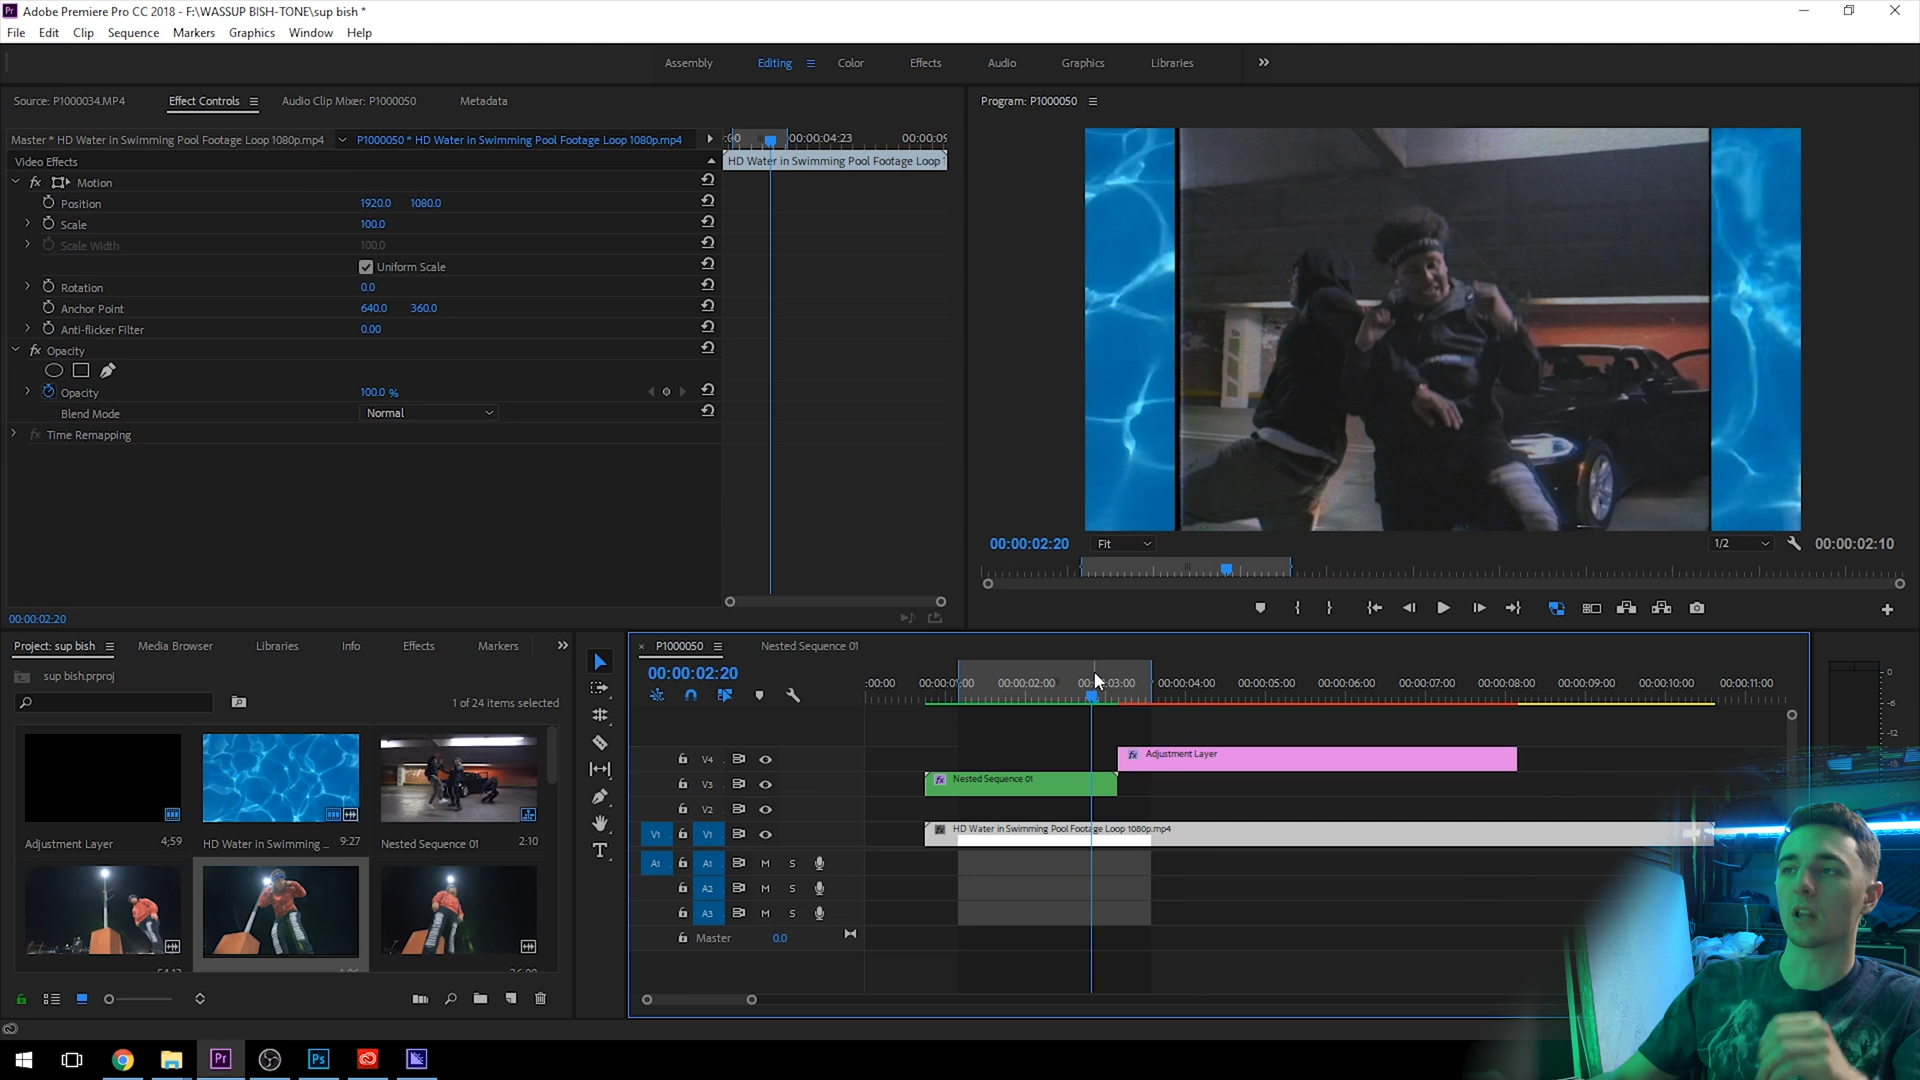 Adobe Premiere Pro CC 2018 - F:\WASSUP BISH-TONE\sup bish *
File Edit Clip Sequence Markers Graphics Window Help
Assembly Editing Color Effects Audio Graphics Libraries
Source: P1000034.MP4 Effect Controls Audio Clip Mixer: P1000050 Metadata
Master * HD Water in Swimming Pool Footage Loop 1080p.mp4 P1000050 * HD Water in Swimming Pool Footage Loop 1080p.mp4
00:00:04:23 00:00:09
HD Water in Swimming Pool Footage Loop
Video Effects
fx Motion
Position 1920.0 1080.0
Scale 100.0
Scale Width 100.0
Uniform Scale
Rotation 0.0
Anchor Point 640.0 360.0
Anti-flicker Filter 0.00
fx Opacity
Opacity 100.0 %
Blend Mode Normal
fx Time Remapping
00:00:02:20
Program: P1000050
00:00:02:20 Fit 1/2 00:00:02:10
Project: sup bish Media Browser Libraries Info Effects Markers
sup bish.prproj
1 of 24 items selected
Adjustment Layer 4;59
HD Water in Swimming ... 9:27
Nested Sequence 01 2:10
P1000050 Nested Sequence 01
00:00:02:20
:00:00 00:00:02:00 00:00:04:00 00:00:05:00 00:00:06:00 00:00:07:00 00:00:08:00 00:00:09:00 00:00:10:00 00:00:11:00
V4 fx Adjustment Layer
V3 fx Nested Sequence 01
V2
V1 V1 fx HD Water in Swimming Pool Footage Loop 1080p.mp4
A1 A1 M S
A2 M S
A3 M S
Master 0.0
0
-6
-12
Pr Ps